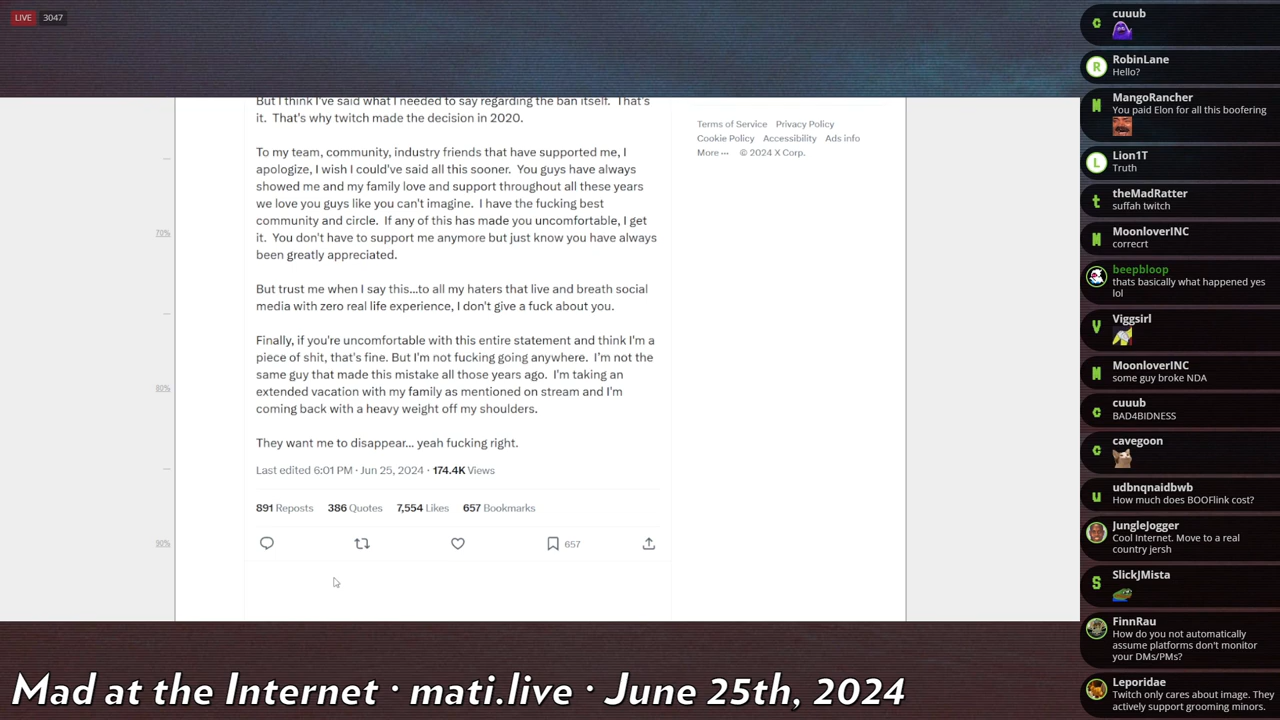 LIVE 3047
But I think I've said what I needed to say regarding the ban itself. That's
it. That's why twitch made the decision in 2020.
To my team, community, industry friends that have supported me, I
apologize, I wish I could've said all this sooner. You guys have always
showed me and my family love and support throughout all these years
we love you guys like you can't imagine. I have the fucking best
community and circle. If any of this has made you uncomfortable, I get
it. You don't have to support me anymore but just know you have always
been greatly appreciated.
But trust me when I say this...to all my haters that live and breath social
media with zero real life experience, I don't give a fuck about you.
Finally, if you're uncomfortable with this entire statement and think I'm a
piece of shit, that's fine. But I'm not fucking going anywhere. I'm not the
same guy that made this mistake all those years ago. I'm taking an
extended vacation with my family as mentioned on stream and I'm
coming back with a heavy weight off my shoulders.
They want me to disappear... yeah fucking right.
Last edited 6:01 PM · Jun 25, 2024 · 174.4K Views
891 Reposts 386 Quotes 7,554 Likes 657 Bookmarks
657
70%
80%
90%
Terms of Service Privacy Policy
Cookie Policy Accessibility Ads info
More ··· © 2024 X Corp.
cuuub
RobinLane
Hello?
MangoRancher
You paid Elon for all this boofering
Lion1T
Truth
theMadRatter
suffah twitch
MoonloverINC
correcrt
beepbloop
thats basically what happened yes
lol
Viggsirl
MoonloverINC
some guy broke NDA
cuuub
BAD4BIDNESS
cavegoon
udbnqnaidbwb
How much does BOOFlink cost?
JungleJogger
Cool Internet. Move to a real
country jersh
SlickJMista
FinnRau
How do you not automatically
assume platforms don't monitor
your DMs/PMs?
Leporidae
Twitch only cares about image. They
actively support grooming minors.
Mad at the Internet · mati.live · June 25th, 2024